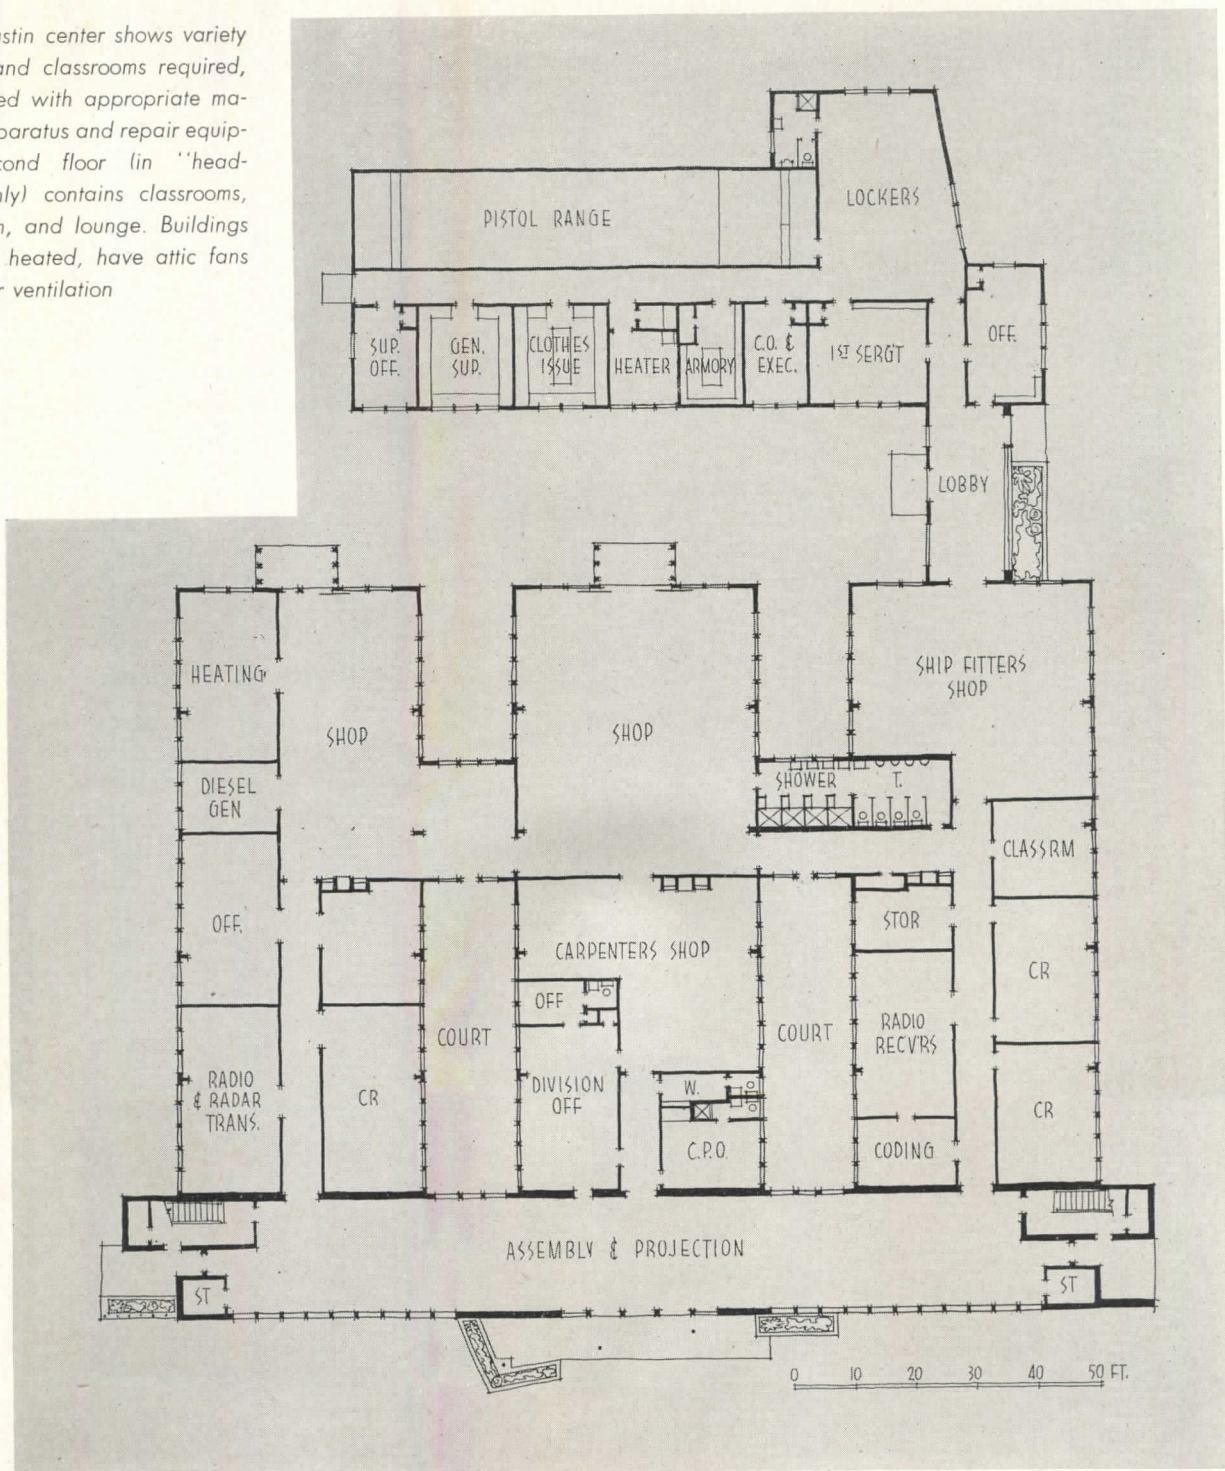 ustin center shows variety
and classrooms required,
ed with appropriate ma-
paratus and repair equip-
cond floor (in "head-
nly) contains classrooms,
n, and lounge. Buildings
heated, have attic fans
r ventilation
LOCKERS
PISTOL RANGE
OFF.
SUP.
OFF.
GEN.
SUP.
CLOTHES
ISSUE
HEATER
ARMORY
C.O. &
EXEC.
1ST SERG'T
LOBBY
HEATING
SHOP
SHOP
SHIP FITTERS
SHOP
DIESEL
GEN
SHOWER
T.
CLASSRM
OFF.
CARPENTERS SHOP
STOR
CR
OFF
COURT
COURT
RADIO
RECV'RS
RADIO
& RADAR
TRANS.
CR
DIVISION
OFF
W.
C.P.O.
CODING
CR
ASSEMBLY & PROJECTION
ST
ST
0 10 20 30 40 50 FT.